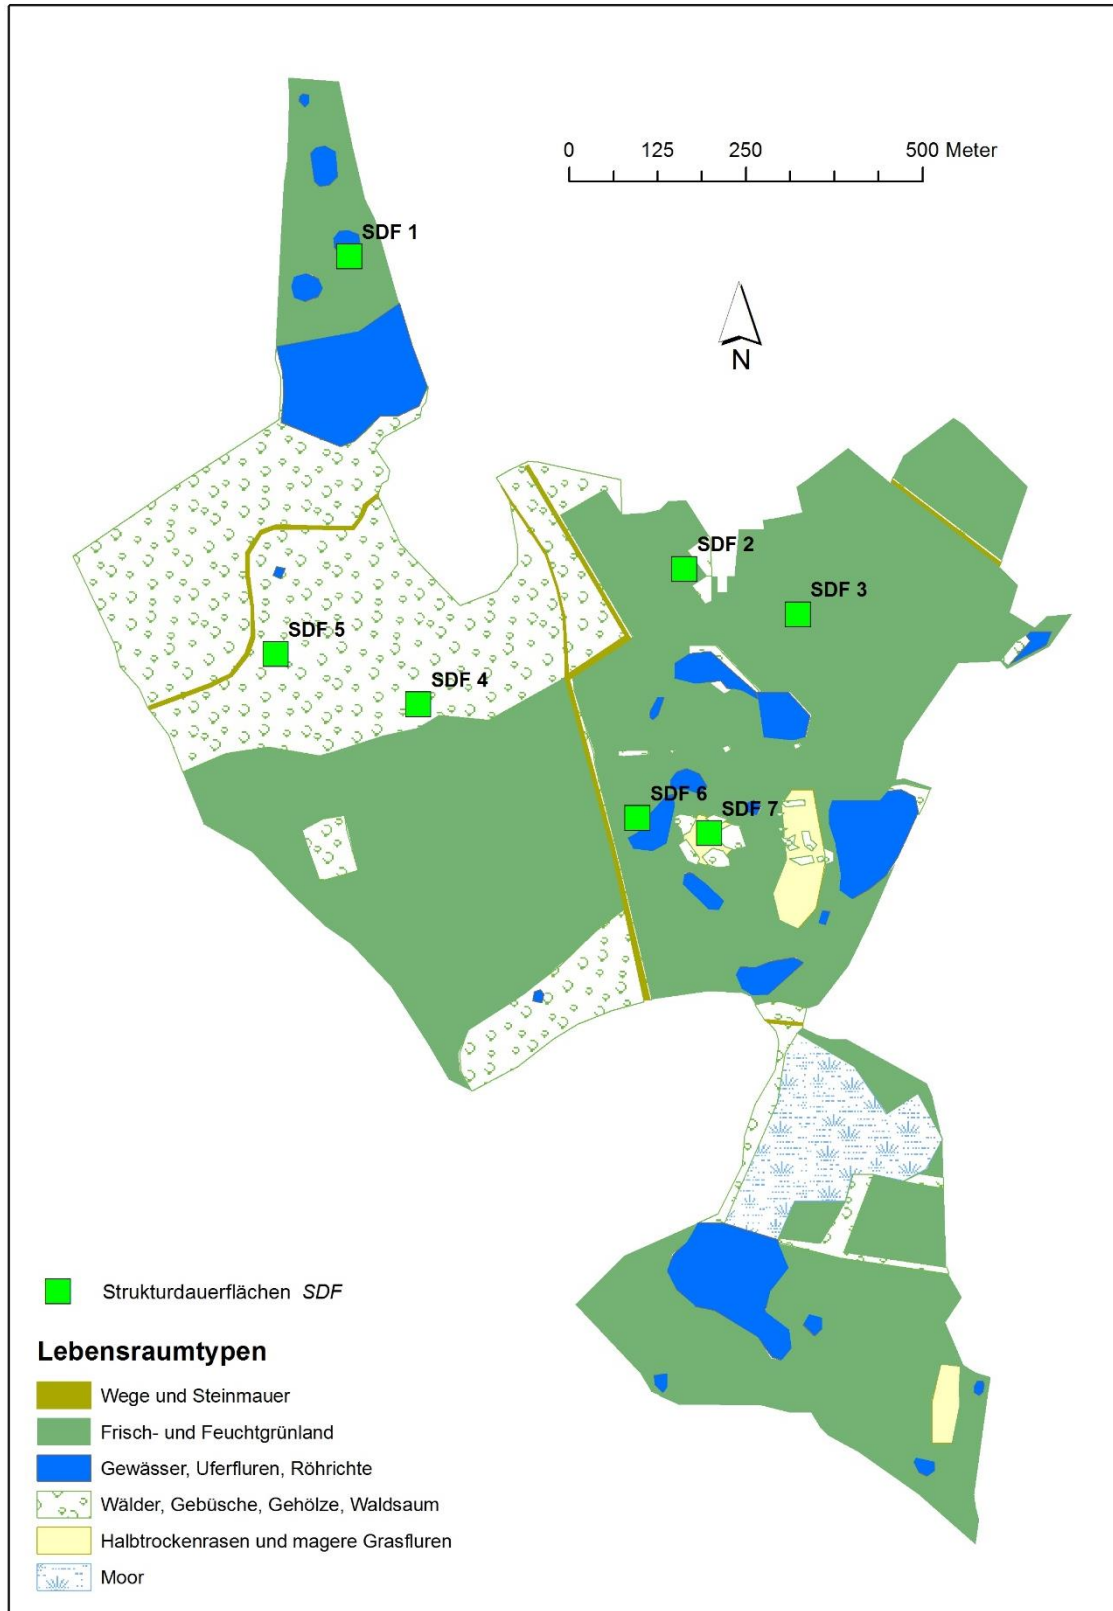 0 125 250 500 Meter
SDF 1
N
SDF 2
SDF 3
SDF 5
SDF 4
SDF 6
SDF 7
Strukturdauerflächen SDF
Lebensraumtypen
Wege und Steinmauer
Frisch- und Feuchtgrünland
Gewässer, Uferfluren, Röhrichte
Wälder, Gebüsche, Gehölze, Waldsaum
Halbtrockenrasen und magere Grasfluren
Moor